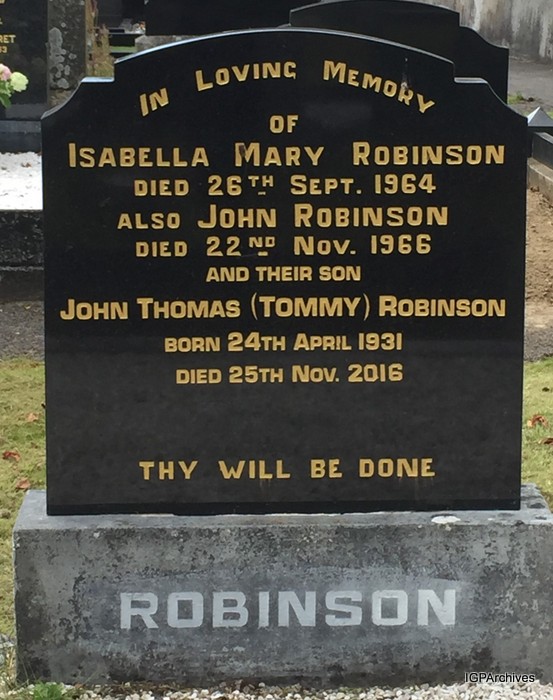 IN LOVING MEMORY
OF
ISABELLA MARY ROBINSON
DIED 26TH SEPT. 1964
ALSO JOHN ROBINSON
DIED 22ND NOV. 1966
AND THEIR SON
JOHN THOMAS (TOMMY) ROBINSON
BORN 24TH APRIL 1931
DIED 25TH NOV. 2016
THY WILL BE DONE
ROBINSON
IGPArchives